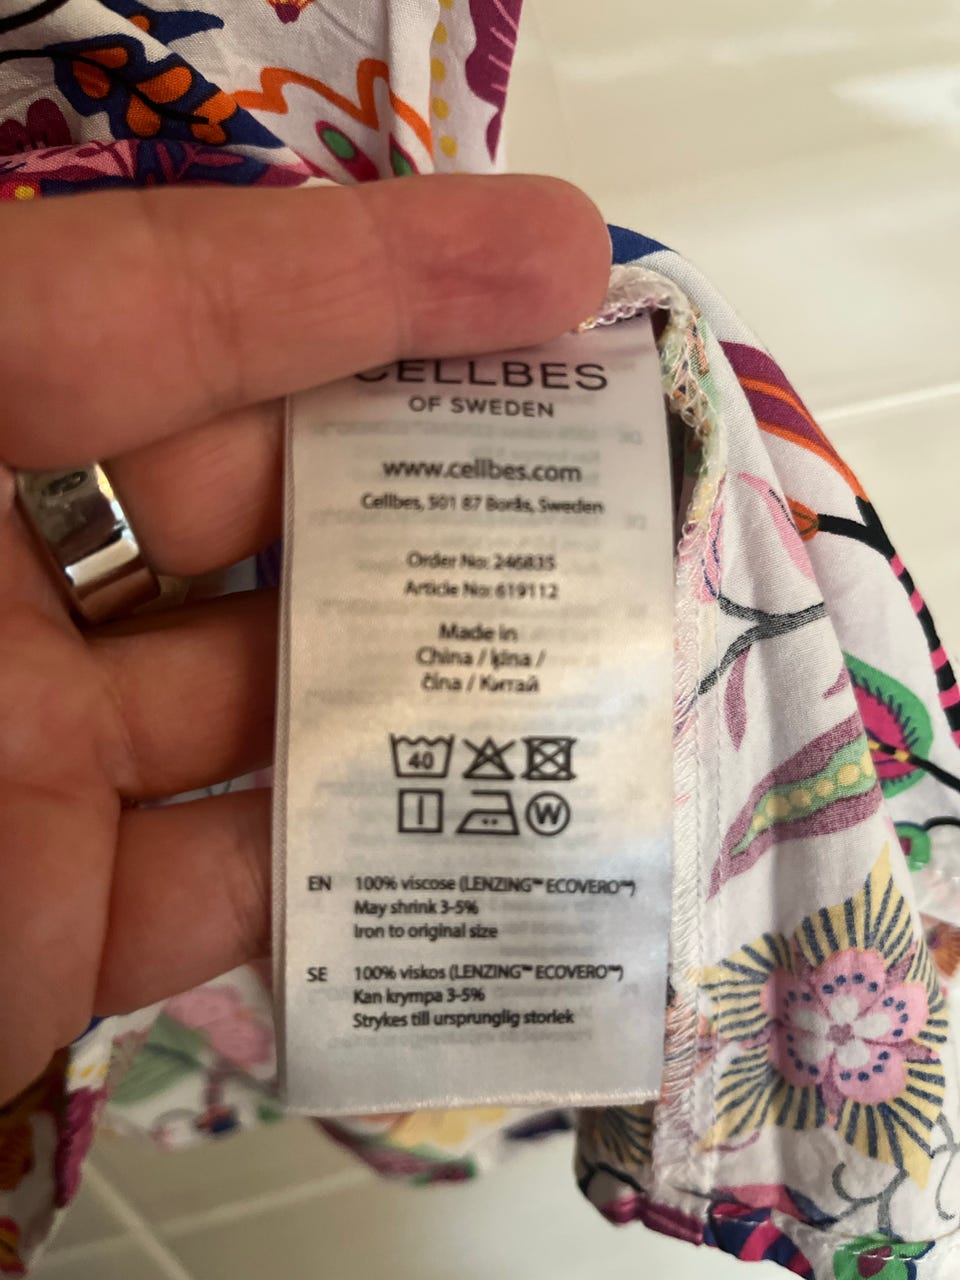 CELLBES
OF SWEDEN
www.cellbes.com
Cellbes, 501 87 Borås, Sweden
Order No: 246835
Article No: 619112
Made in
China / ķīna /
čína / Китай
40
W
EN 100% viscose (LENZING™ ECOVERO™)
May shrink 3-5%
Iron to original size
SE 100% viskos (LENZING™ ECOVERO™)
Kan krympa 3-5%
Strykes till ursprunglig storlek